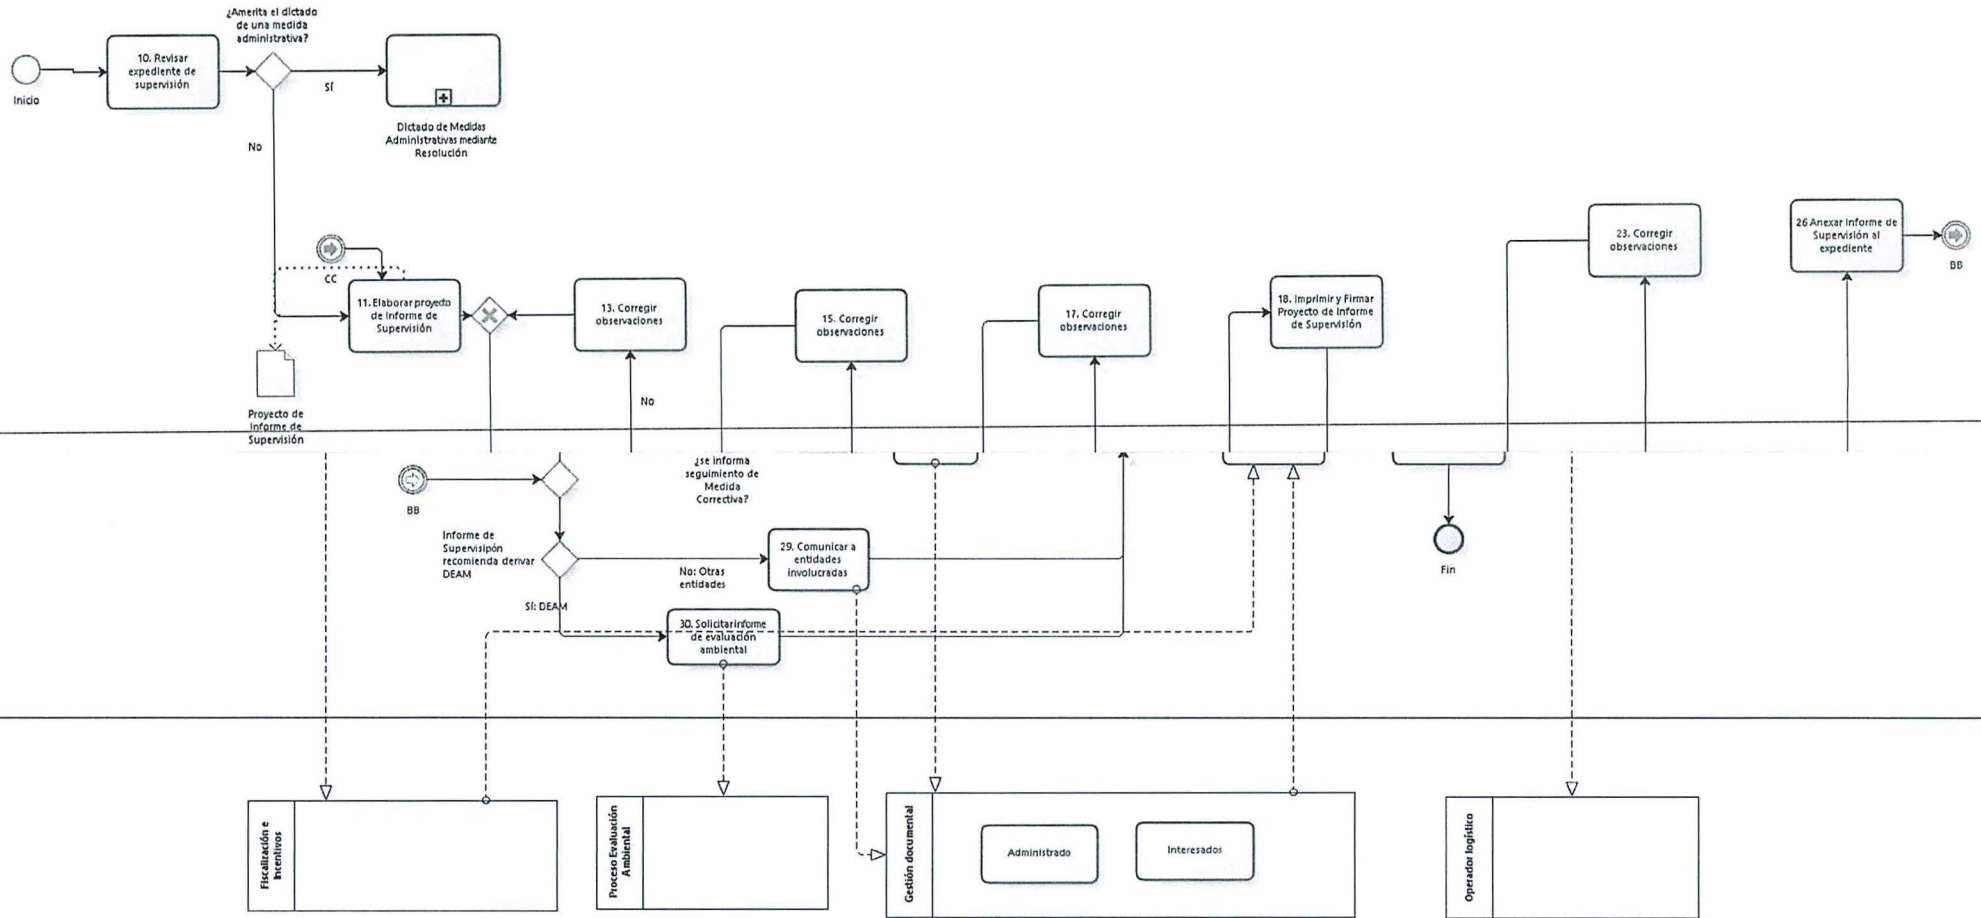 ¿Amerita el dictado
de una medida
administrativa?
10. Revisar
expediente de
supervisión
Inicio
Sí
Dictado de Medidas
Administrativas mediante
Resolución
No
CC
11. Elaborar proyecto
de Informe de
Supervisión
13. Corregir
observaciones
15. Corregir
observaciones
17. Corregir
observaciones
18. Imprimir y Firmar
Proyecto de Informe
de Supervisión
23. Corregir
observaciones
26 Anexar Informe de
Supervisión al
expediente
BB
No
Proyecto de
Informe de
Supervisión
BB
¿se informa
seguimiento de
Medida
Correctiva?
Informe de
Supervisipón
recomienda derivar
DEAM
No: Otras
entidades
29. Comunicar a
entidades
involucradas
Sí: DEAM
30. Solicitar informe
de evaluación
ambiental
Fin
Fiscalización e
Incentivos
Proceso Evaluación
Ambiental
Gestión documental
Administrado
Interesados
Operador logístico